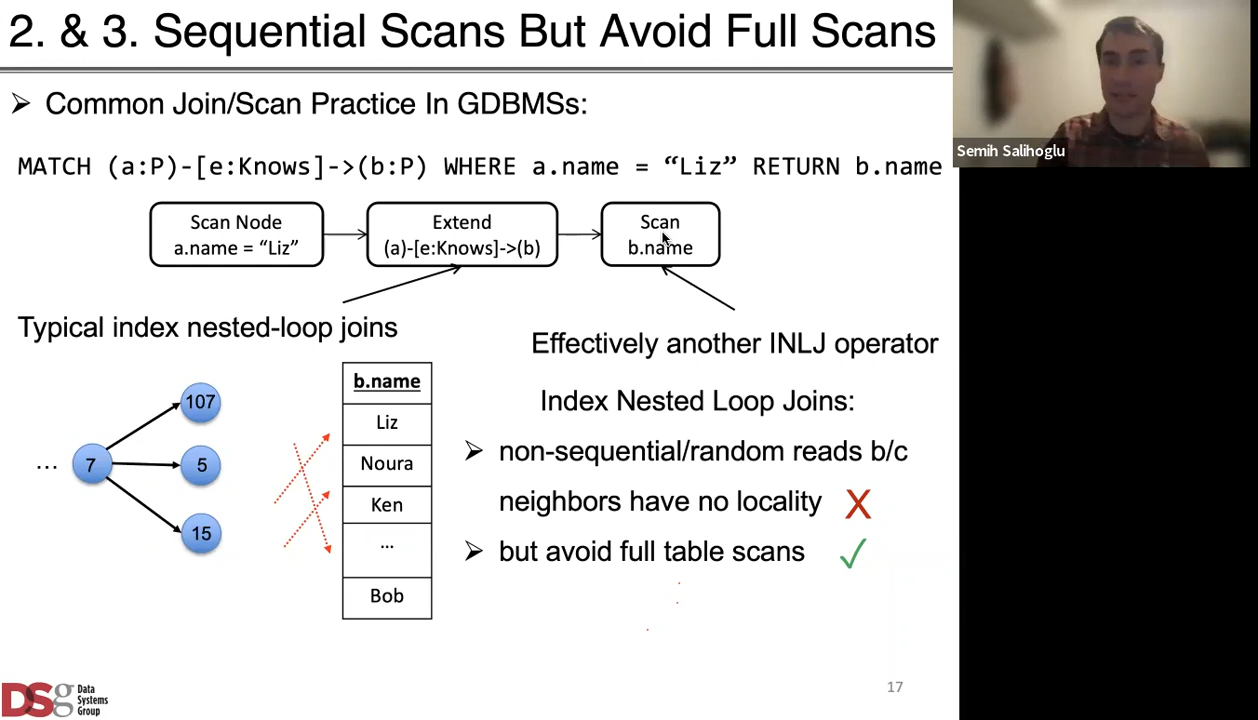 2. & 3. Sequential Scans But Avoid Full Scans
Semih Salihoglu
➢ Common Join/Scan Practice In GDBMSs:
MATCH (a:P)-[e:Knows]->(b:P) WHERE a.name = “Liz” RETURN b.name
Scan Node
a.name = “Liz”
Extend
(a)-[e:Knows]->(b)
Scan
b.name
Typical index nested-loop joins
Effectively another INLJ operator
... 7
107
5
15
b.name
Liz
Noura
Ken
...
Bob
Index Nested Loop Joins:
➢ non-sequential/random reads b/c
neighbors have no locality X
➢ but avoid full table scans ✓
DSg Data
Systems
Group
17